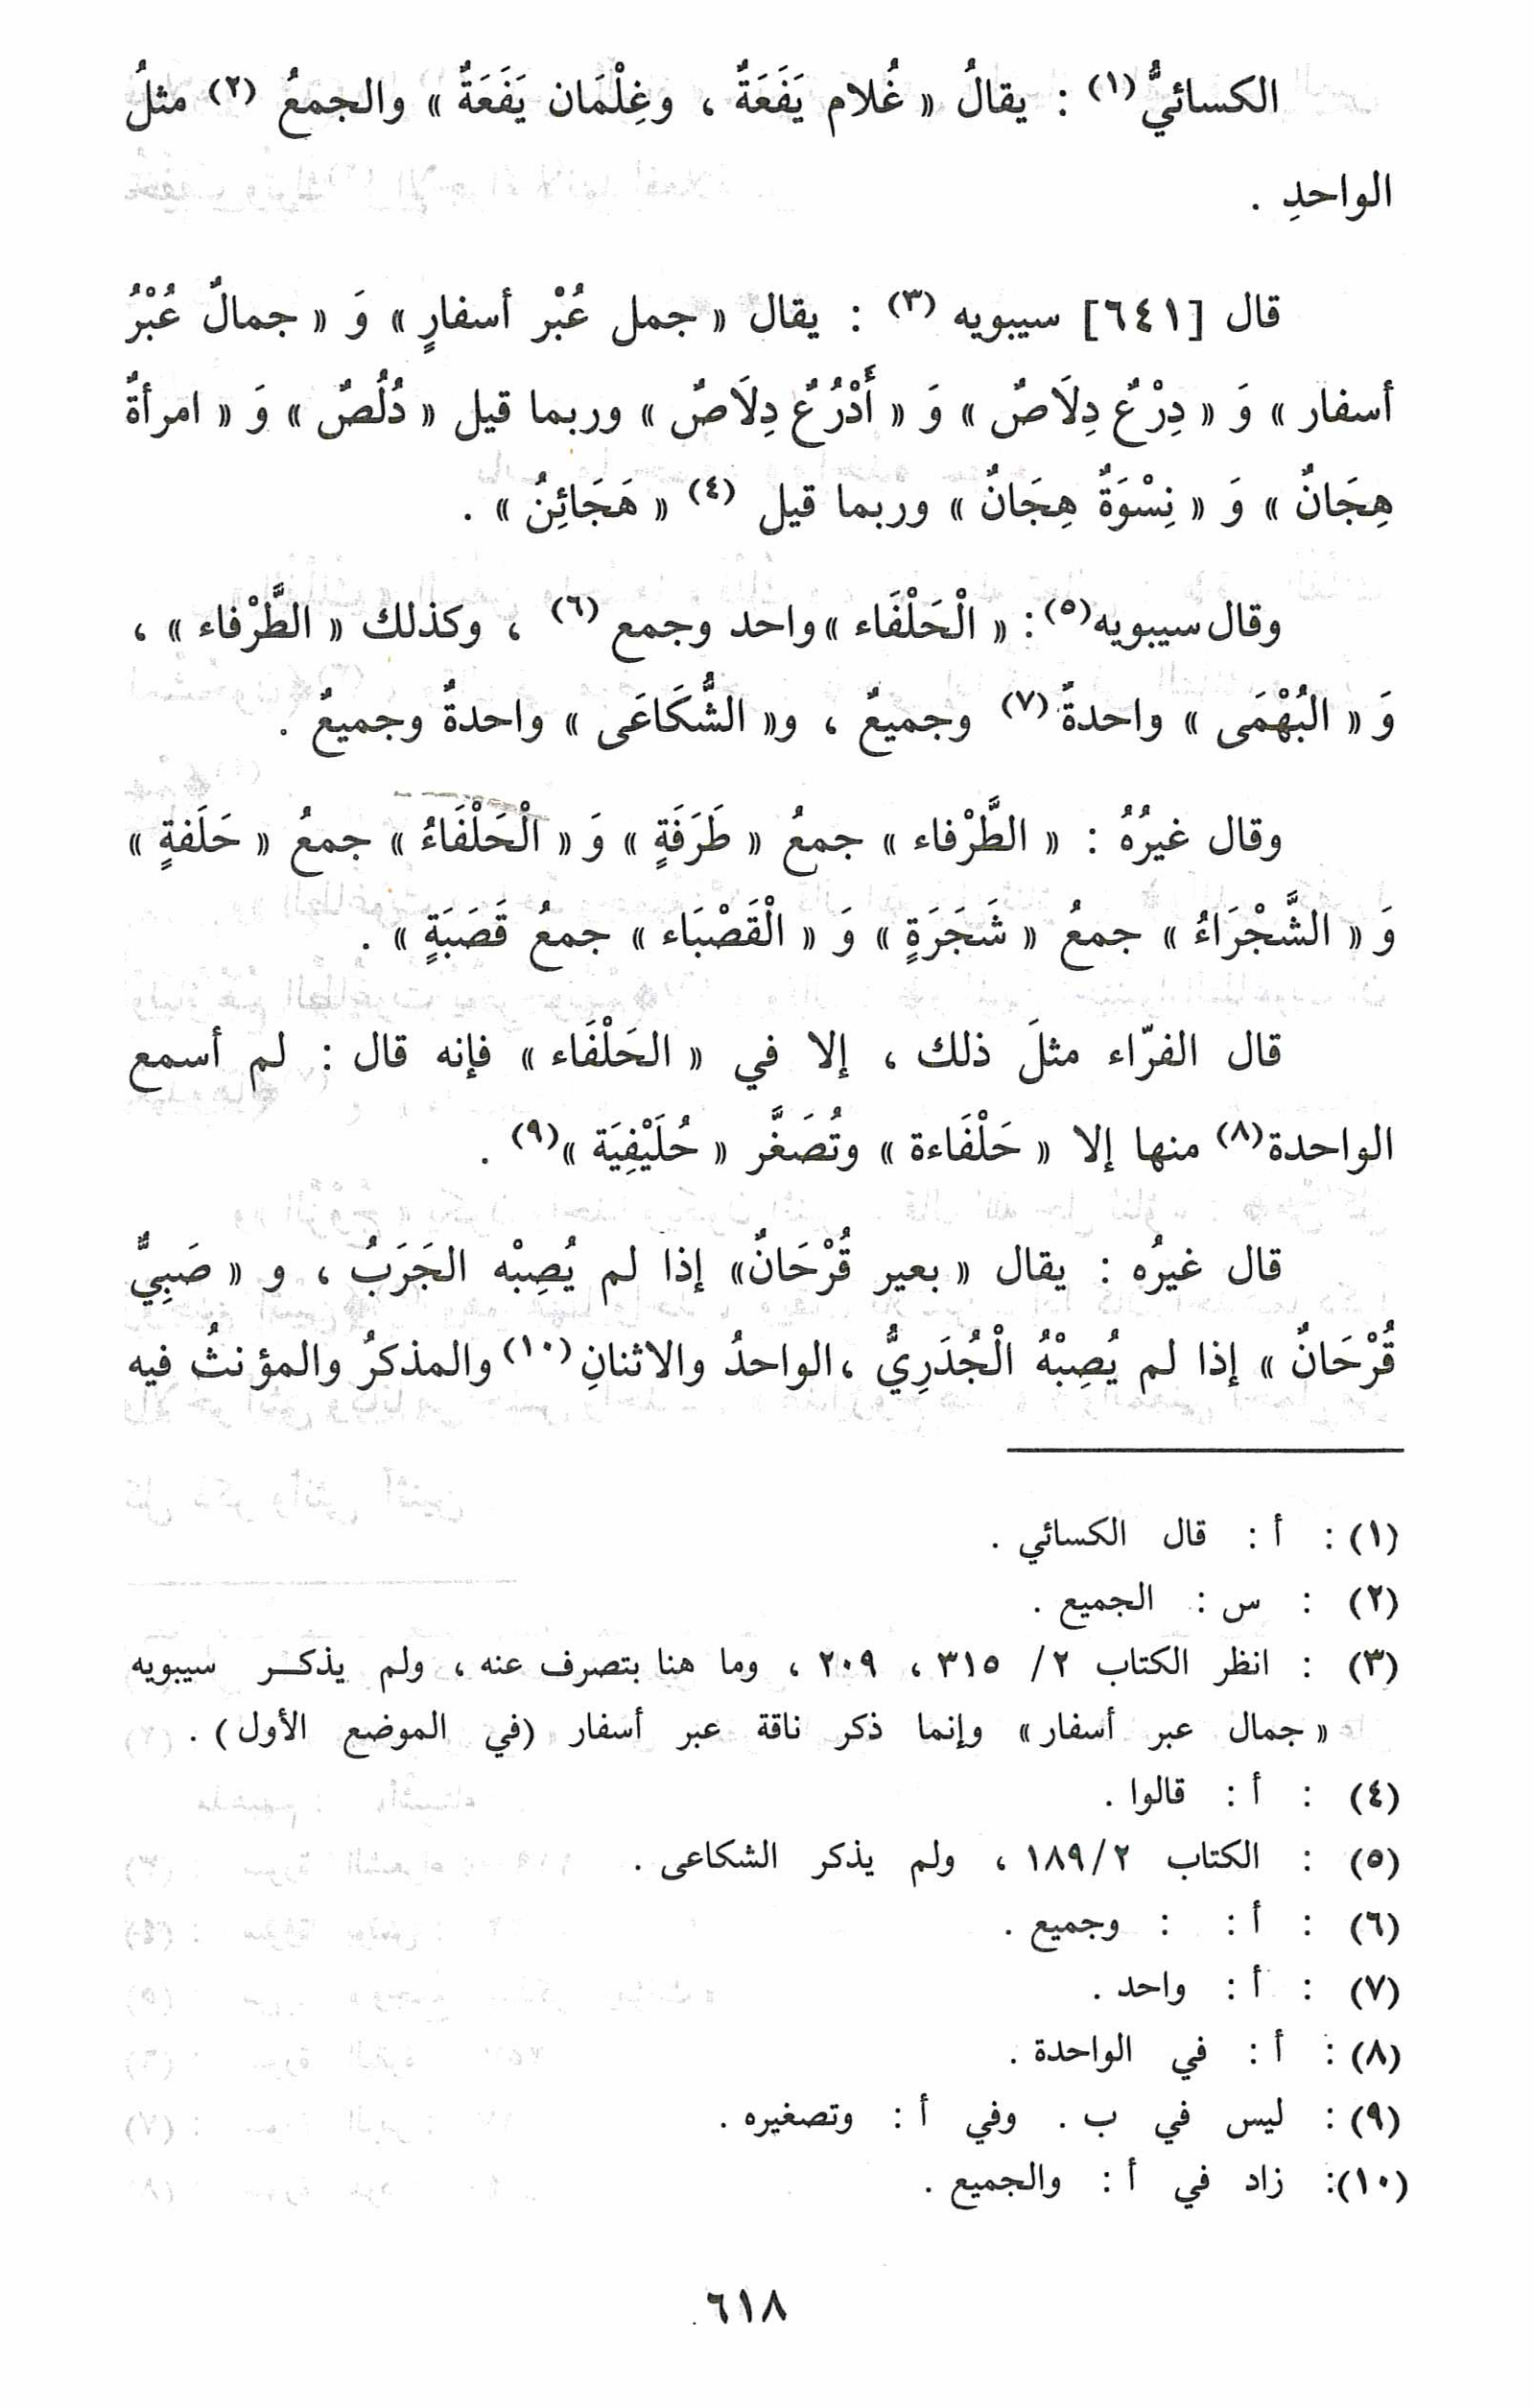 الكسائيُّ(١) : يقالُ « غُلام يَفَعَةٌ ، وغِلْمَان يَفَعَةٌ » والجمعُ (٢) مثلُ
الواحدِ .
قال [٦٤١] سيبويه (٣) : يقال « جمل عُبْر أسفارٍ » وَ « جمالٌ عُبْرُ
أسفار » وَ « دِرْعٌ دِلَاصٌ » وَ « أَدْرُعٌ دِلَاصٌ » وربما قيل « دُلُصٌ » وَ « امرأةٌ
هِجَانٌ » وَ « نِسْوَةٌ هِجَانٌ » وربما قيل (٤) « هَجَائِنُ » .
وقال سيبويه(٥) : « الْحَلْفَاء » واحد وجمع (٦) ، وكذلك « الطَّرْفاء » ،
وَ « البُهْمَى » واحدةٌ (٧) وجميعٌ ، و« الشُّكَاعَى » واحدةٌ وجميعٌ .
وقال غيرُهُ : « الطَّرْفاء » جمعُ « طَرَفَةٍ » وَ « الْحَلْفَاءُ » جمعُ « حَلَفةٍ »
وَ « الشَّجْرَاءُ » جمعُ « شَجَرَةٍ » وَ « الْقَصْبَاء » جمعُ قَصَبَةٍ » .
قال الفرّاء مثلَ ذلك ، إلا في « الحَلْفَاء » فإنه قال : لم أسمع
الواحدة(٨) منها إلا « حَلْفَاءة » وتُصَغَّر « حُلَيْفِيَة »(٩) .
قال غيرُه : يقال « بعير قُرْحَانٌ» إذا لم يُصِبْه الجَرَبُ ، و « صَبِيٌّ
قُرْحَانٌ » إذا لم يُصِبْهُ الْجُدَرِيُّ ،الواحدُ والاثنانِ (١٠) والمذكرُ والمؤنثُ فيه
(١) : أ : قال الكسائي .
(٢) : س : الجميع .
(٣) : انظر الكتاب ٢/ ٣١٥ ، ٢٠٩ ، وما هنا بتصرف عنه ، ولم يذكر سيبويه
« جمال عبر أسفار» وإنما ذكر ناقة عبر أسفار (في الموضع الأول) .
(٤) : أ : قالوا .
(٥) : الكتاب ١٨٩/٢ ، ولم يذكر الشكاعى .
(٦) : أ : : وجميع .
(٧) : أ : واحد .
(٨) : أ : في الواحدة .
(٩) : ليس في ب . وفي أ : وتصغيره .
(١٠): زاد في أ : والجميع .
٦١٨